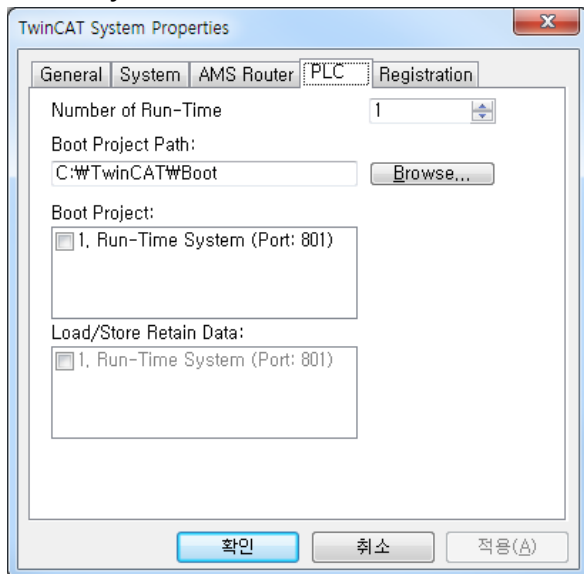 TwinCAT System Properties
General System AMS Router PLC Registration
Number of Run-Time 1
Boot Project Path:
C:₩TwinCAT₩Boot Browse...
Boot Project:
1. Run-Time System (Port: 801)
Load/Store Retain Data:
1. Run-Time System (Port: 801)
확인 취소 적용(A)